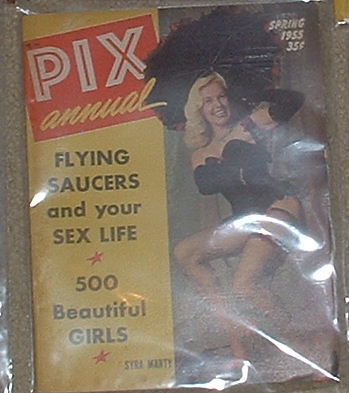 SPRING
1955
35¢
PIX
annual
FLYING
SAUCERS
and your
SEX LIFE
500
Beautiful
GIRLS
SYRA MARTY